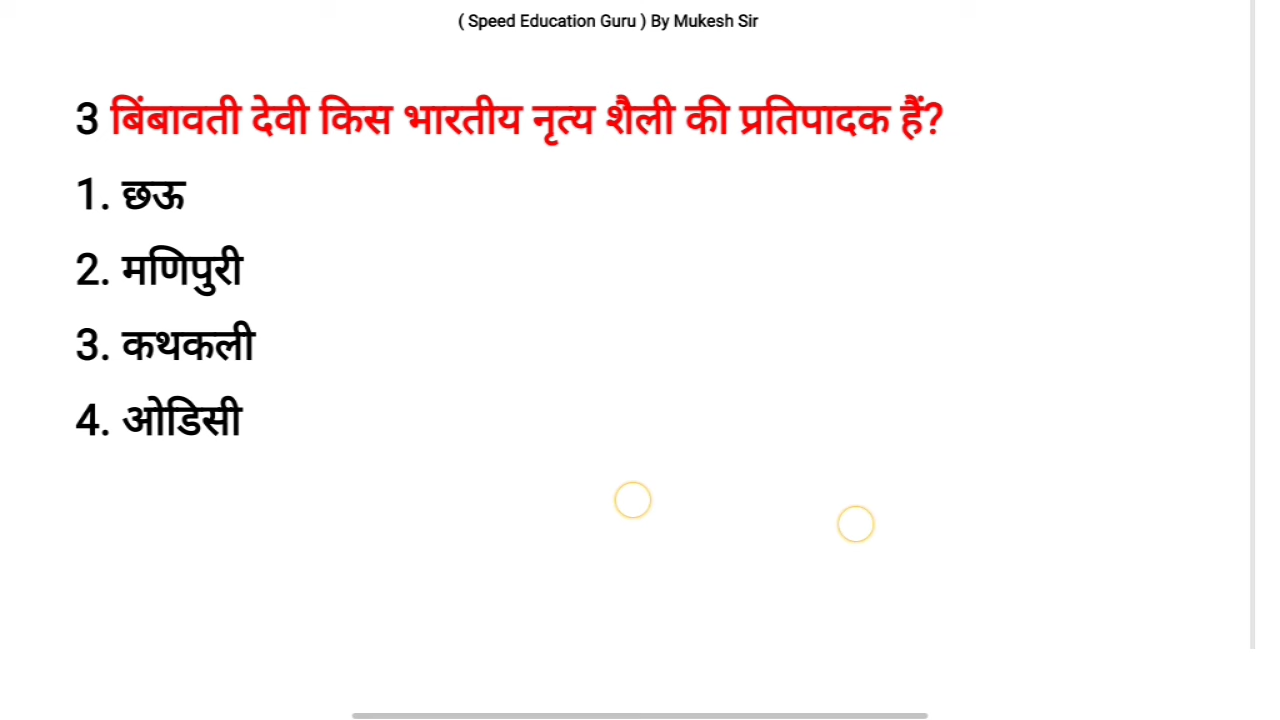 ( Speed Education Guru ) By Mukesh Sir
3 बिंबावती देवी किस भारतीय नृत्य शैली की प्रतिपादक हैं?
1. छऊ
2. मणिपुरी
3. कथकली
4. ओडिसी